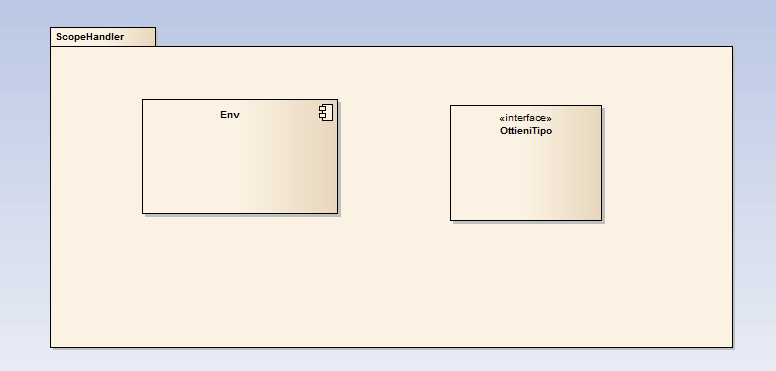 ScopeHandler
Env
«interface»
OttieniTipo